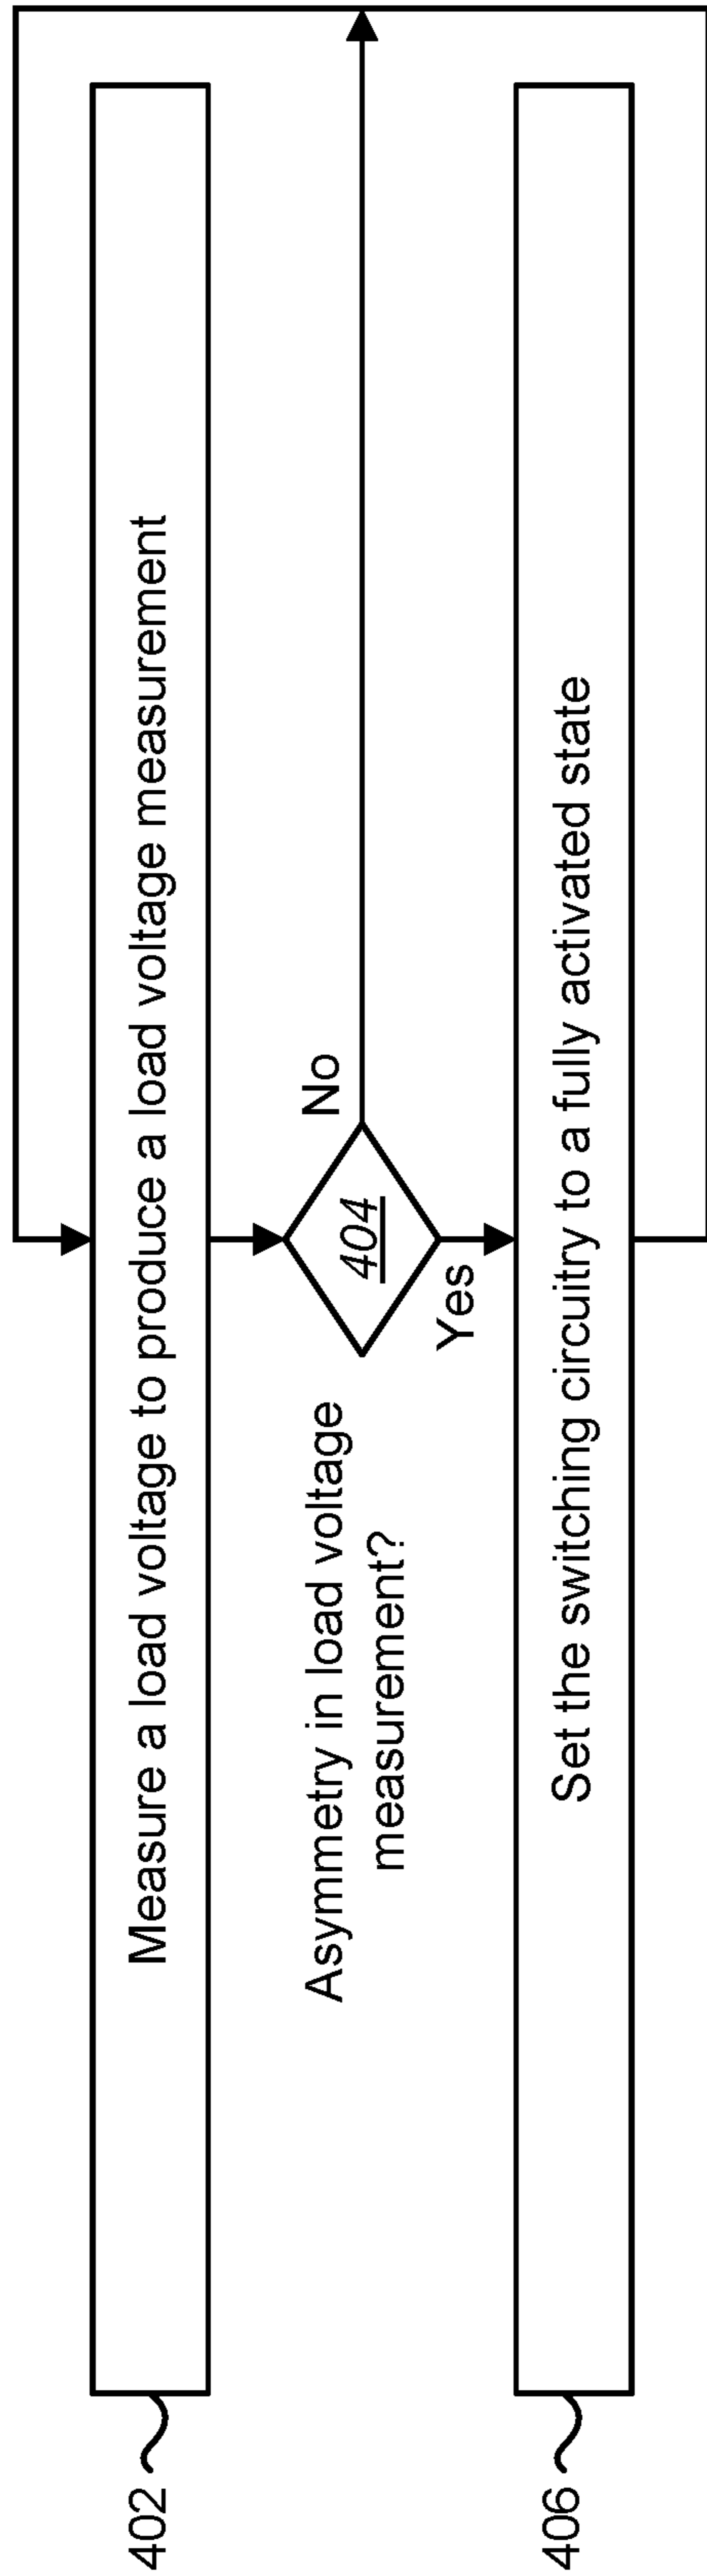 402
Measure a load voltage to produce a load voltage measurement
Asymmetry in load voltage
measurement?
404
No
Yes
406
Set the switching circuitry to a fully activated state